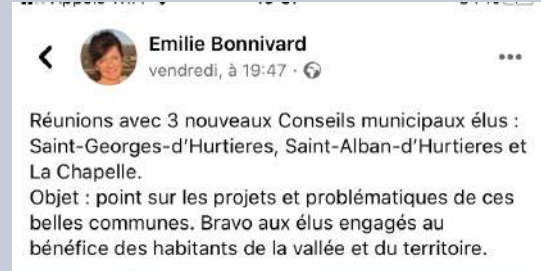 Emilie Bonnivard
vendredi, à 19:47 ·
Réunions avec 3 nouveaux Conseils municipaux élus :
Saint-Georges-d'Hurtieres, Saint-Alban-d'Hurtieres et
La Chapelle.
Objet : point sur les projets et problématiques de ces
belles communes. Bravo aux élus engagés au
bénéfice des habitants de la vallée et du territoire.